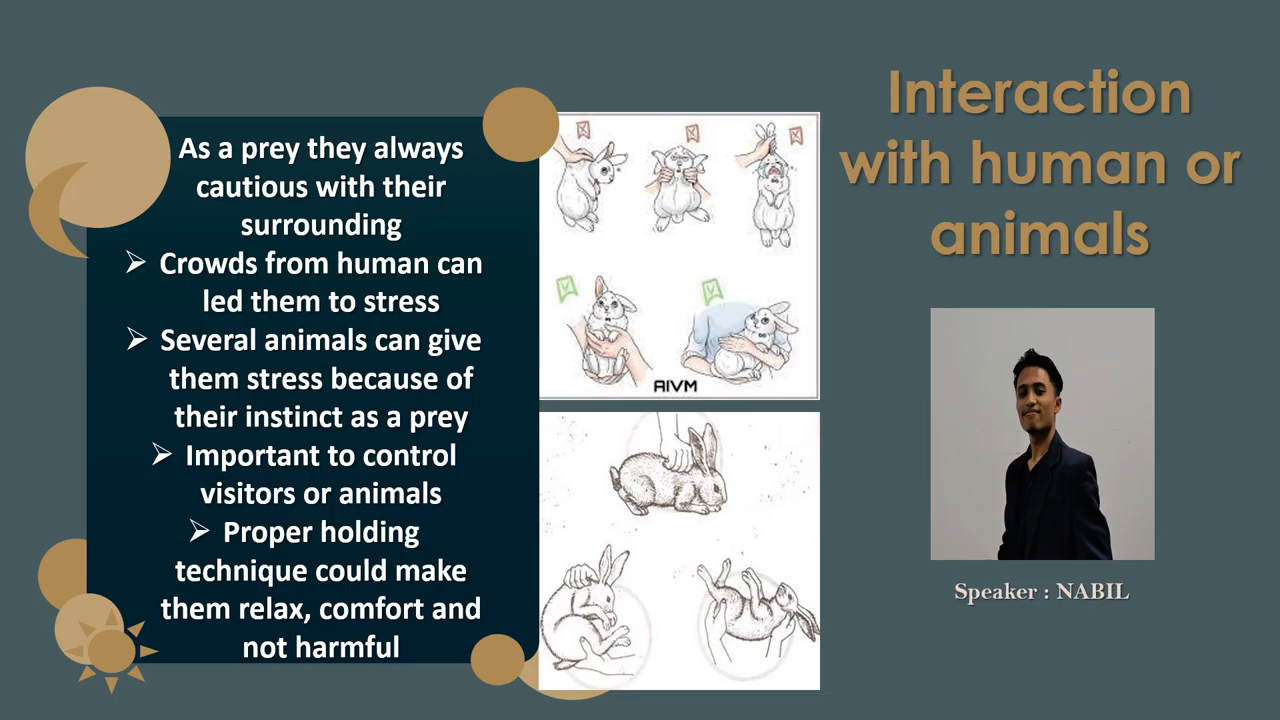 Interaction
with human or
animals
As a prey they always
cautious with their
surrounding
➢ Crowds from human can
led them to stress
➢ Several animals can give
them stress because of
their instinct as a prey
➢ Important to control
visitors or animals
➢ Proper holding
technique could make
them relax, comfort and
not harmful
AIVM
Speaker : NABIL